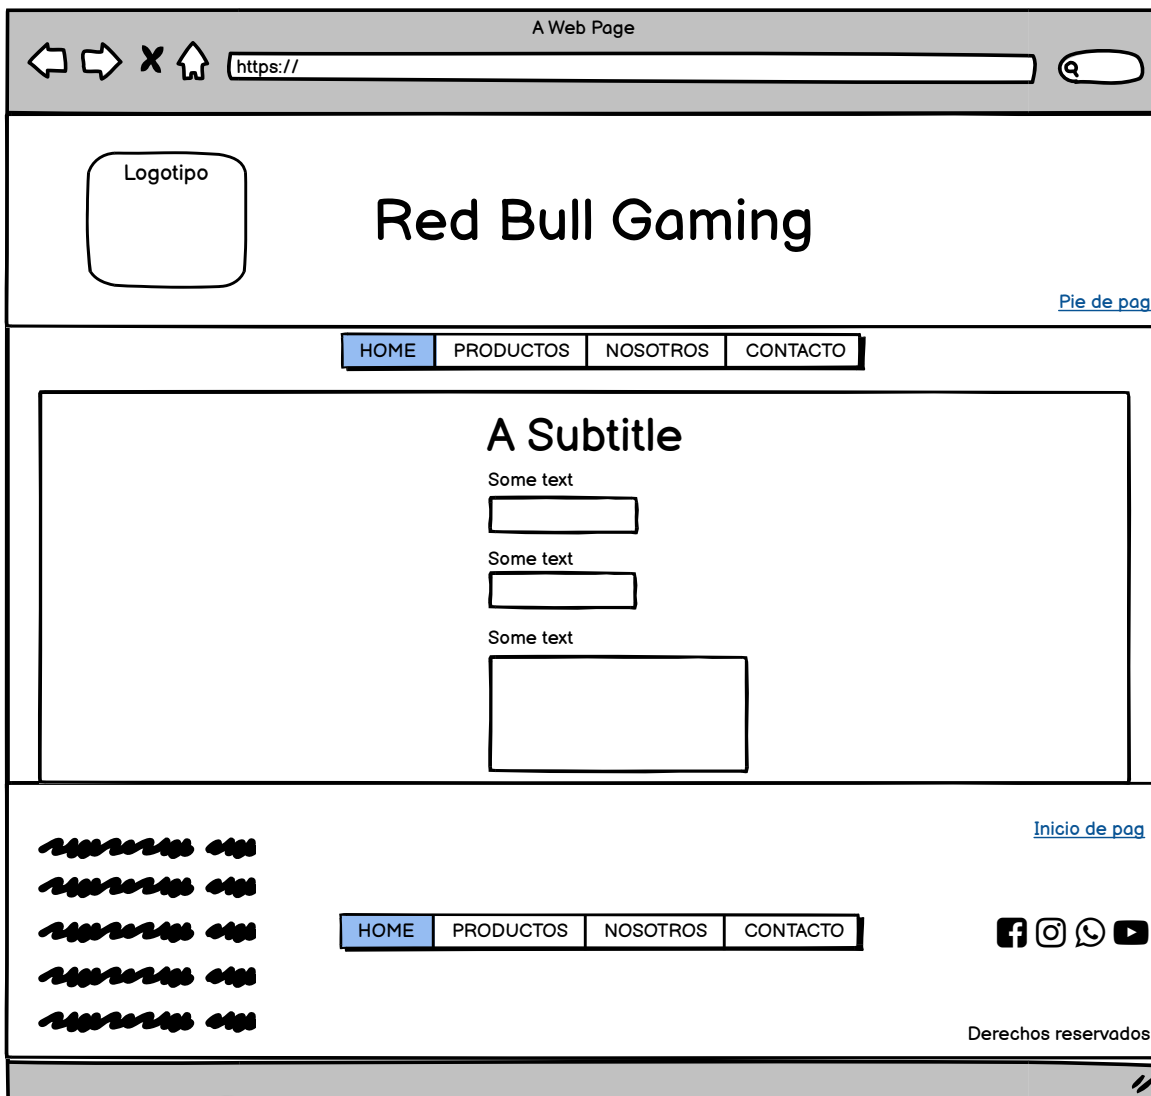 A Web Page
https://
Logotipo
Red Bull Gaming
Pie de pag
HOME PRODUCTOS NOSOTROS CONTACTO
A Subtitle
Some text
Some text
Some text
Inicio de pag
HOME PRODUCTOS NOSOTROS CONTACTO
Derechos reservados